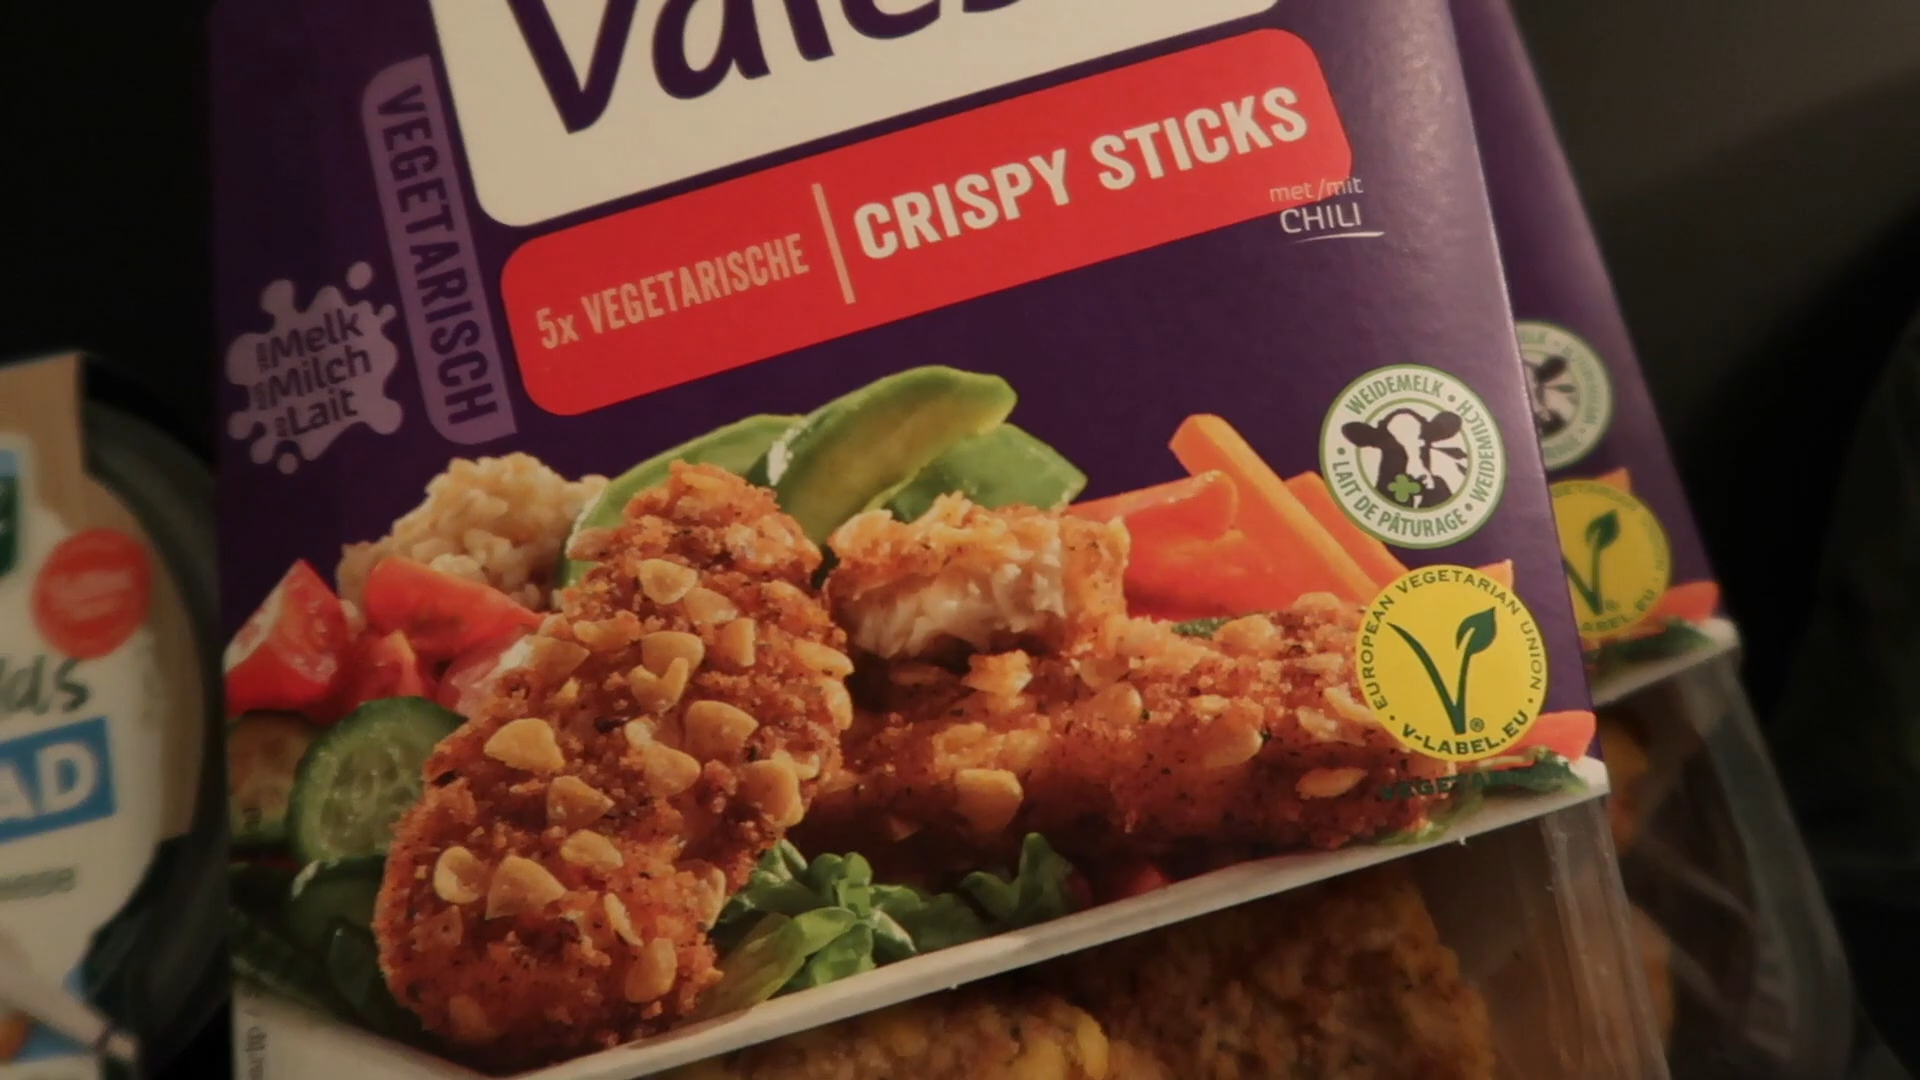 VEGETARISCH
5x VEGETARISCHE | CRISPY STICKS
met/mit
CHILI
Melk
Milch
Lait
WEIDEMELK • WEIDEMILCH • LAIT DE PÂTURAGE •
EUROPEAN VEGETARIAN UNION
• V-LABEL.EU •
AD